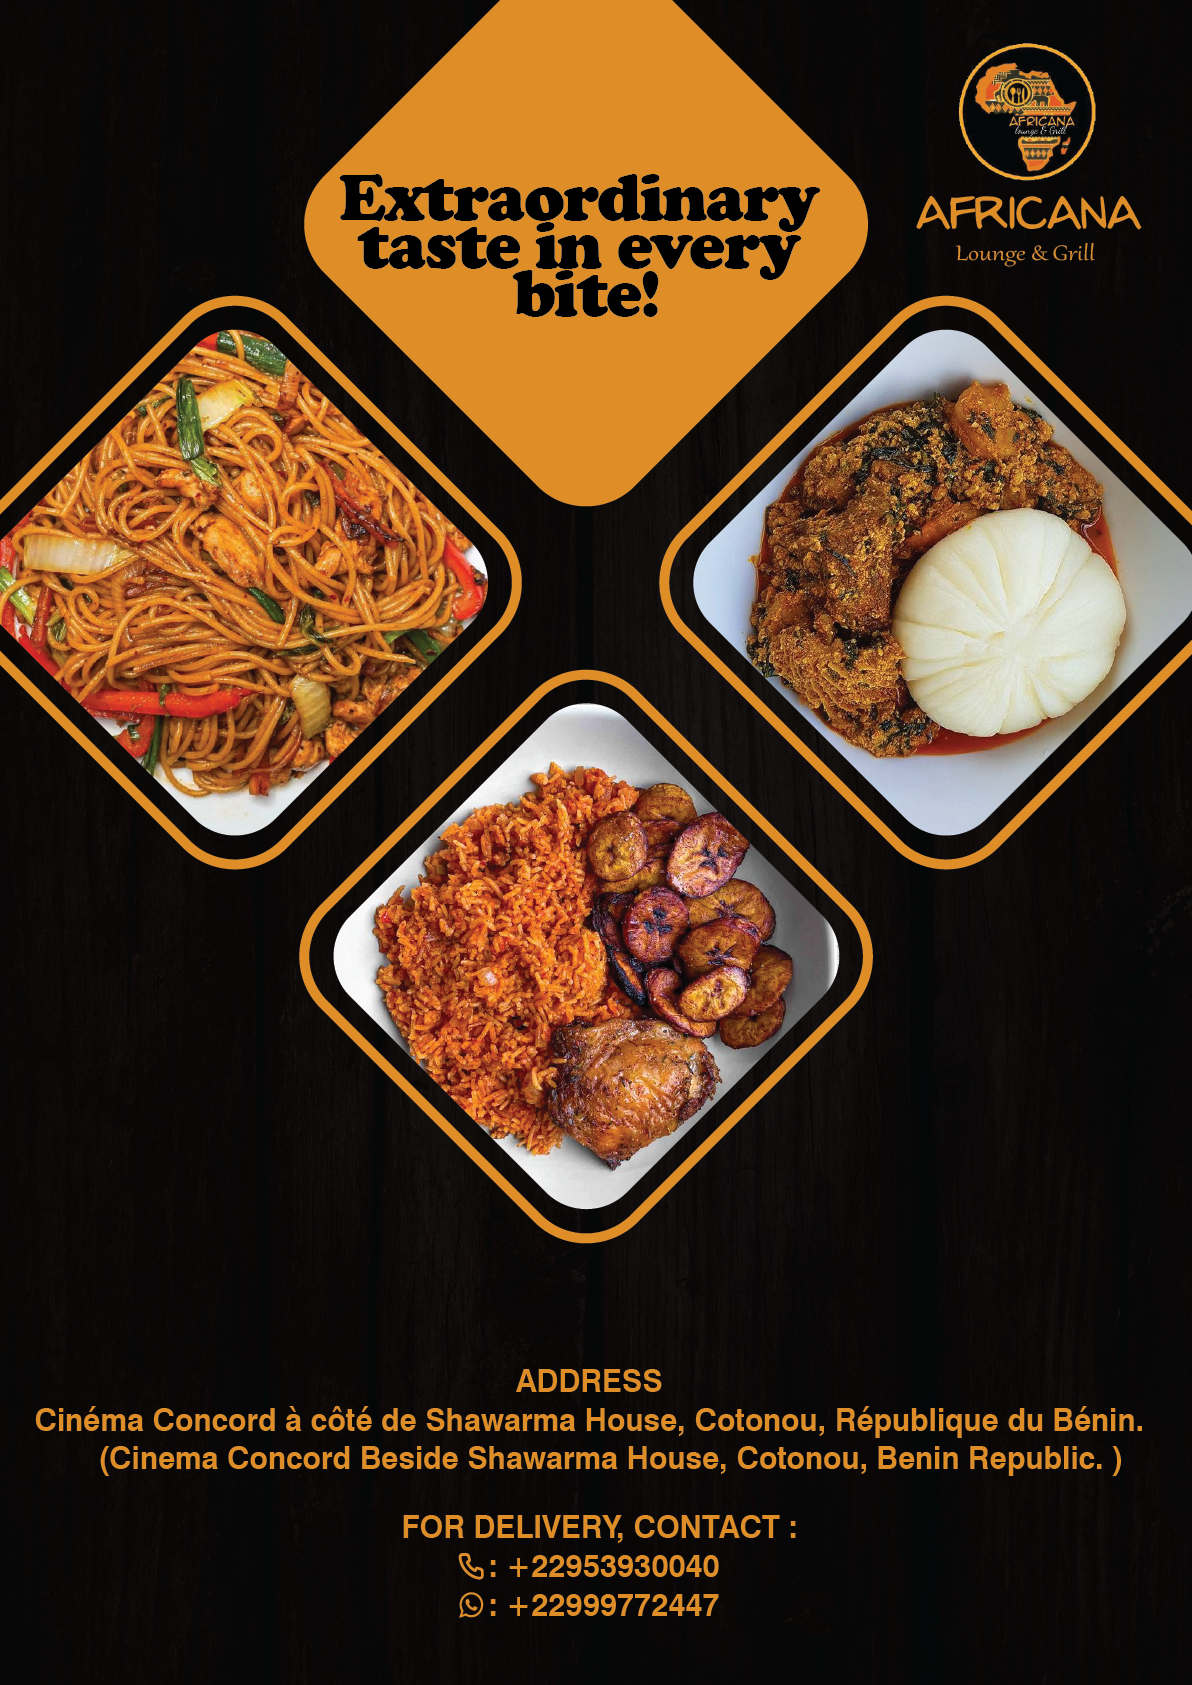 Extraordinary
taste in every
bite!
AFRICANA
lounge & Grill
AFRICANA
Lounge & Grill
ADDRESS
Cinéma Concord à côté de Shawarma House, Cotonou, République du Bénin.
(Cinema Concord Beside Shawarma House, Cotonou, Benin Republic. )
FOR DELIVERY, CONTACT :
: +22953930040
: +22999772447